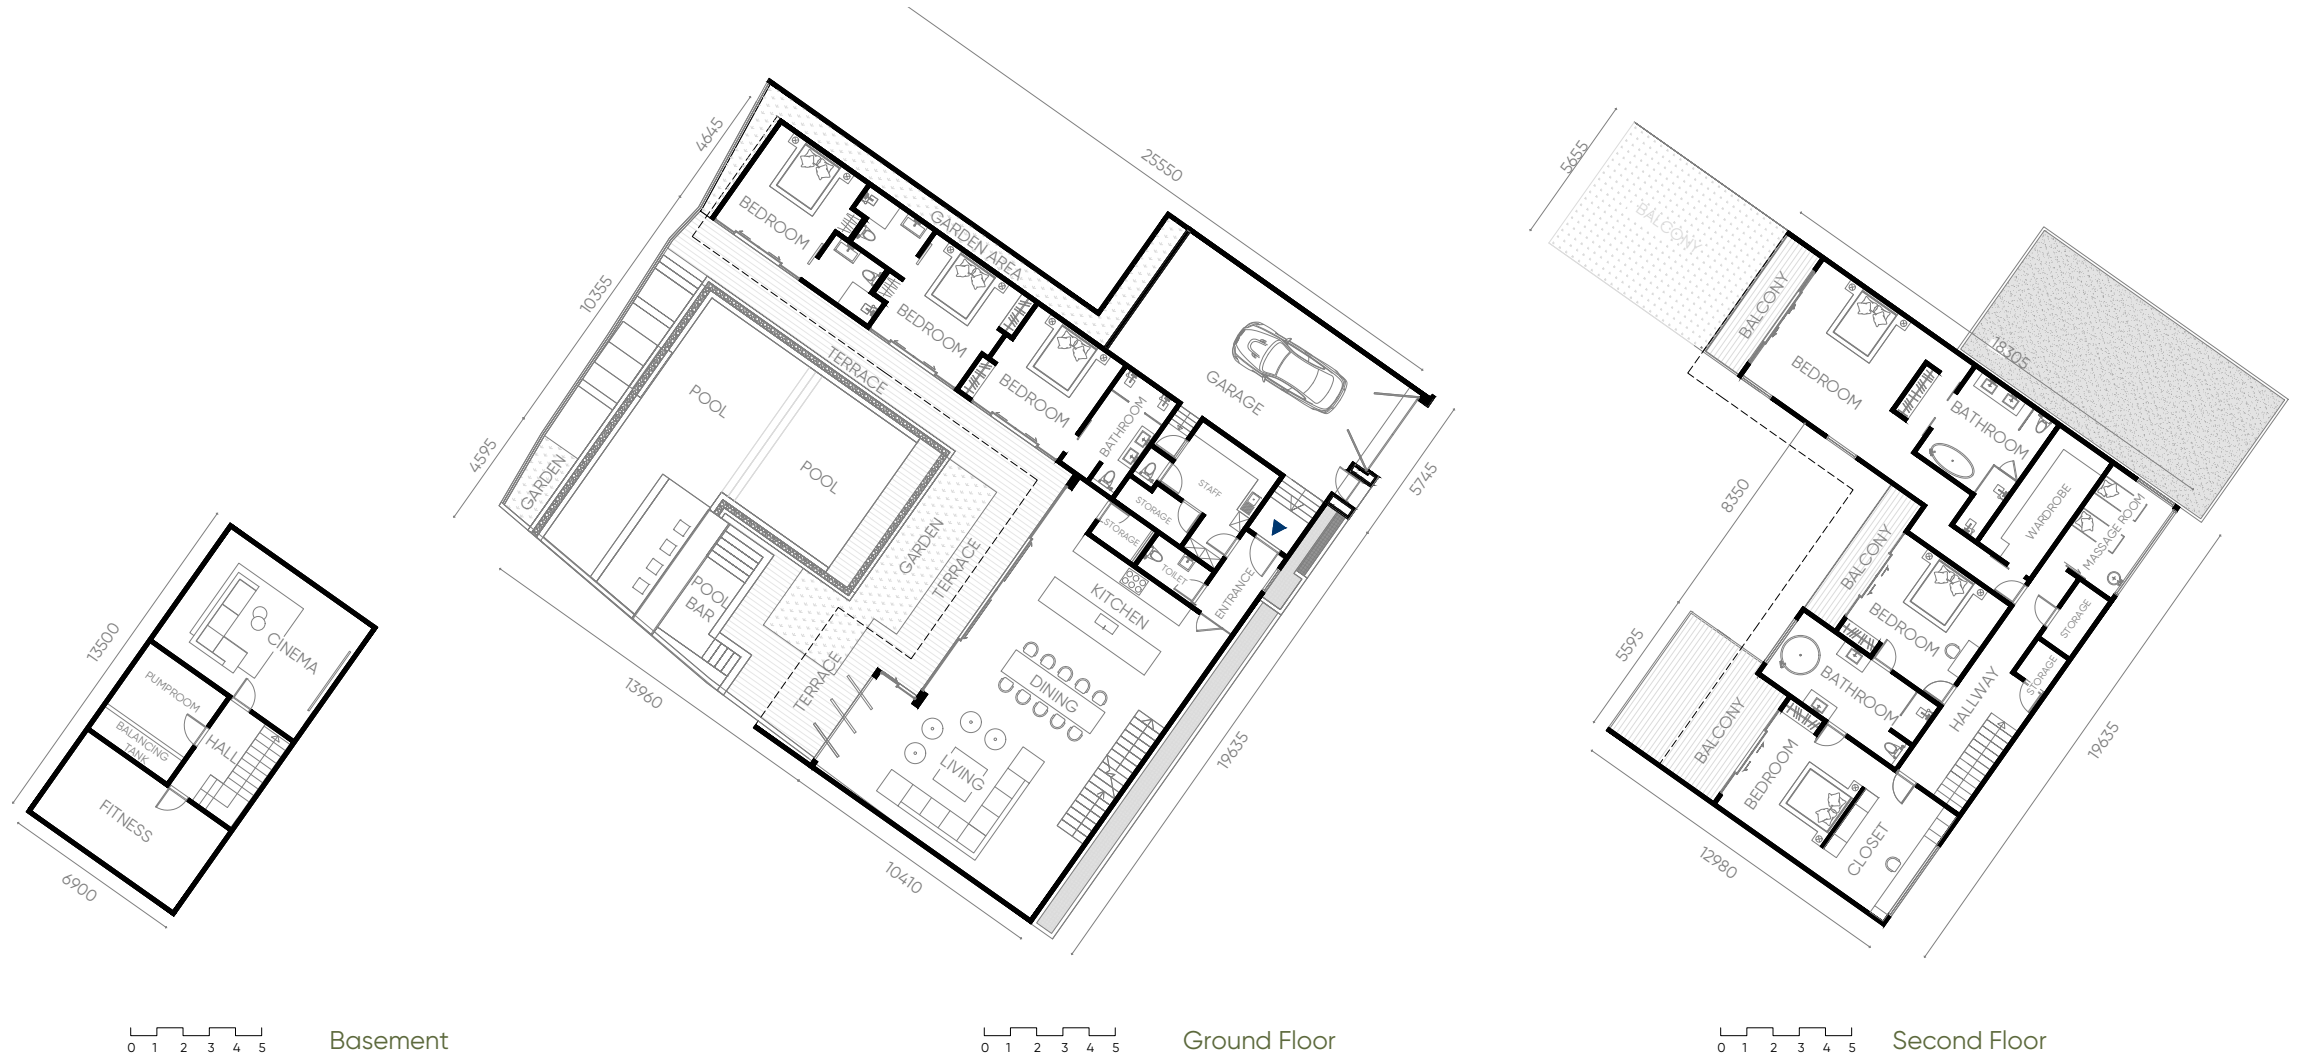 13500
CINEMA
PUMPROOM
BALANCING
TANK
HALL
FITNESS
6900
0 1 2 3 4 5
Basement
4645
25550
BEDROOM
GARDEN AREA
10355
BEDROOM
TERRACE
BEDROOM
GARAGE
POOL
BATHROOM
4595
GARDEN
POOL
STAFF
5745
STORAGE
STORAGE
GARDEN
TERRACE
TOILET
ENTRANCE
POOL
BAR
KITCHEN
TERRACE
DINING
13960
LIVING
19635
10410
0 1 2 3 4 5
Ground Floor
5655
BALCONY
BALCONY
18305
BEDROOM
BATHROOM
8350
WARDROBE
MASSAGE ROOM
BALCONY
BEDROOM
STORAGE
5595
STORAGE
BATHROOM
HALLWAY
BALCONY
BEDROOM
19635
CLOSET
12980
0 1 2 3 4 5
Second Floor